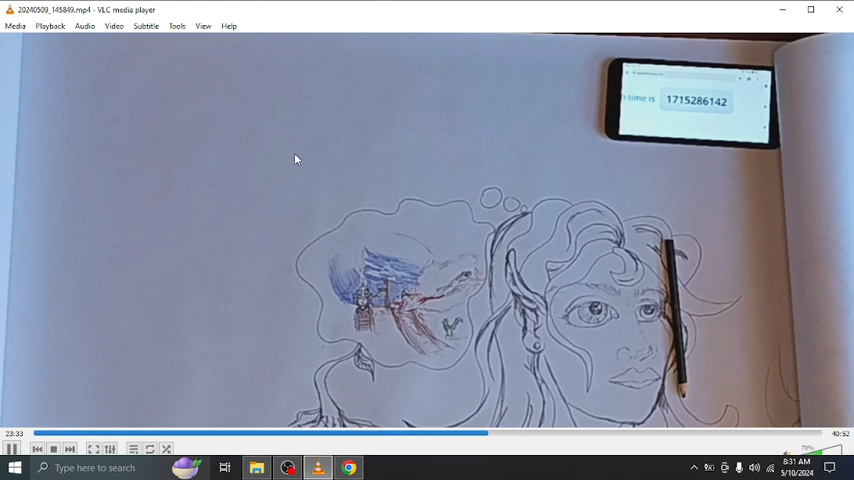 20240509_145849.mp4 - VLC media player
Media Playback Audio Video Subtitle Tools View Help
time is 1715286142
23:33 40:52
79%
Type here to search
8:31 AM
5/10/2024